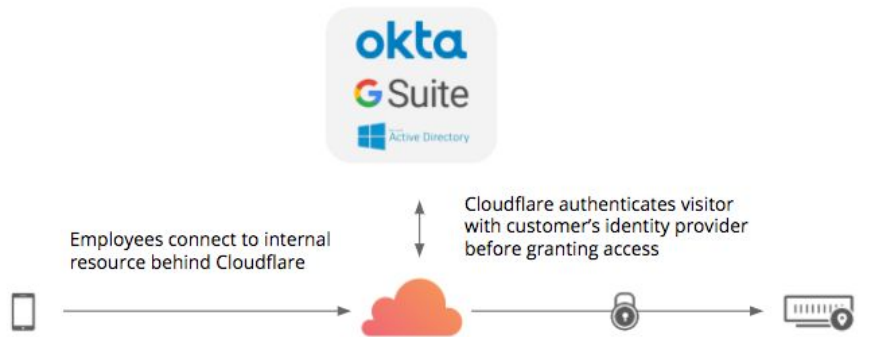 okta
G Suite
Active Directory
Cloudflare authenticates visitor
with customer's identity provider
before granting access
Employees connect to internal
resource behind Cloudflare